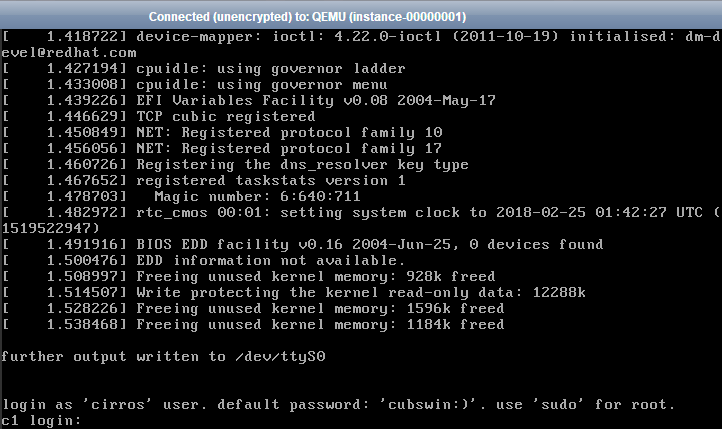 Connected (unencrypted) to: QEMU (instance-00000001)
[    1.418722] device-mapper: ioctl: 4.22.0-ioctl (2011-10-19) initialised: dm-d
evel@redhat.com
[    1.427194] cpuidle: using governor ladder
[    1.433008] cpuidle: using governor menu
[    1.439226] EFI Variables Facility v0.08 2004-May-17
[    1.446629] TCP cubic registered
[    1.450849] NET: Registered protocol family 10
[    1.456056] NET: Registered protocol family 17
[    1.460726] Registering the dns_resolver key type
[    1.467652] registered taskstats version 1
[    1.478703]   Magic number: 6:640:711
[    1.482972] rtc_cmos 00:01: setting system clock to 2018-02-25 01:42:27 UTC (
1519522947)
[    1.491916] BIOS EDD facility v0.16 2004-Jun-25, 0 devices found
[    1.500476] EDD information not available.
[    1.508997] Freeing unused kernel memory: 928k freed
[    1.514507] Write protecting the kernel read-only data: 12288k
[    1.528226] Freeing unused kernel memory: 1596k freed
[    1.538468] Freeing unused kernel memory: 1184k freed
further output written to /dev/ttyS0
login as 'cirros' user. default password: 'cubswin:)'. use 'sudo' for root.
c1 login: